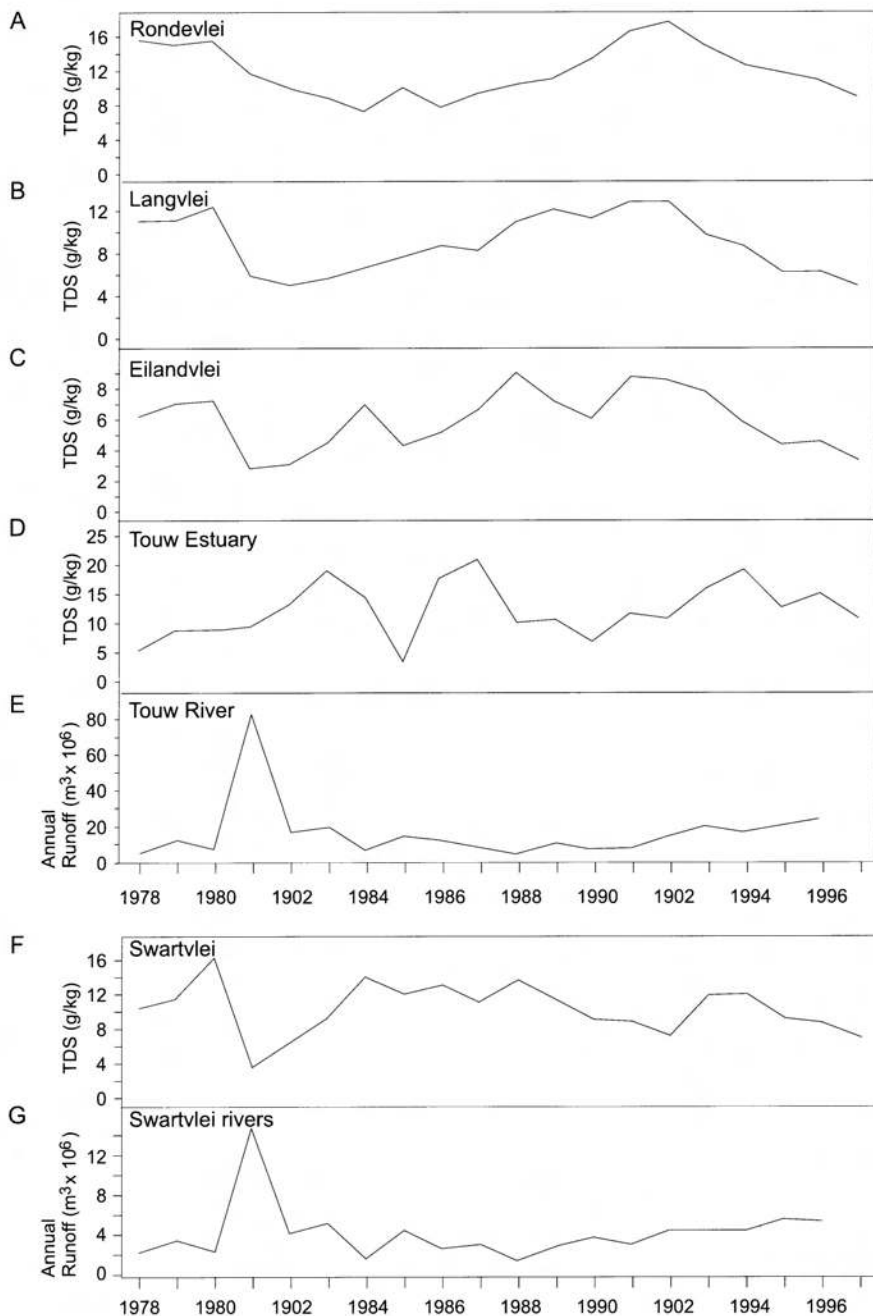 A
Rondevlei
TDS (g/kg)
16
12
8
4
0
B
Langvlei
TDS (g/kg)
12
8
4
0
C
Eilandvlei
TDS (g/kg)
8
6
4
2
0
D
Touw Estuary
TDS (g/kg)
25
20
15
10
5
0
E
Touw River
Annual
Runoff (m³ x 10⁶)
80
60
40
20
0
1978 1980 1902 1984 1986 1988 1990 1902 1994 1996
F
Swartvlei
TDS (g/kg)
16
12
8
4
0
G
Swartvlei rivers
Annual
Runoff (m³ x 10⁶)
12
8
4
0
1978 1980 1902 1984 1986 1988 1990 1902 1994 1996